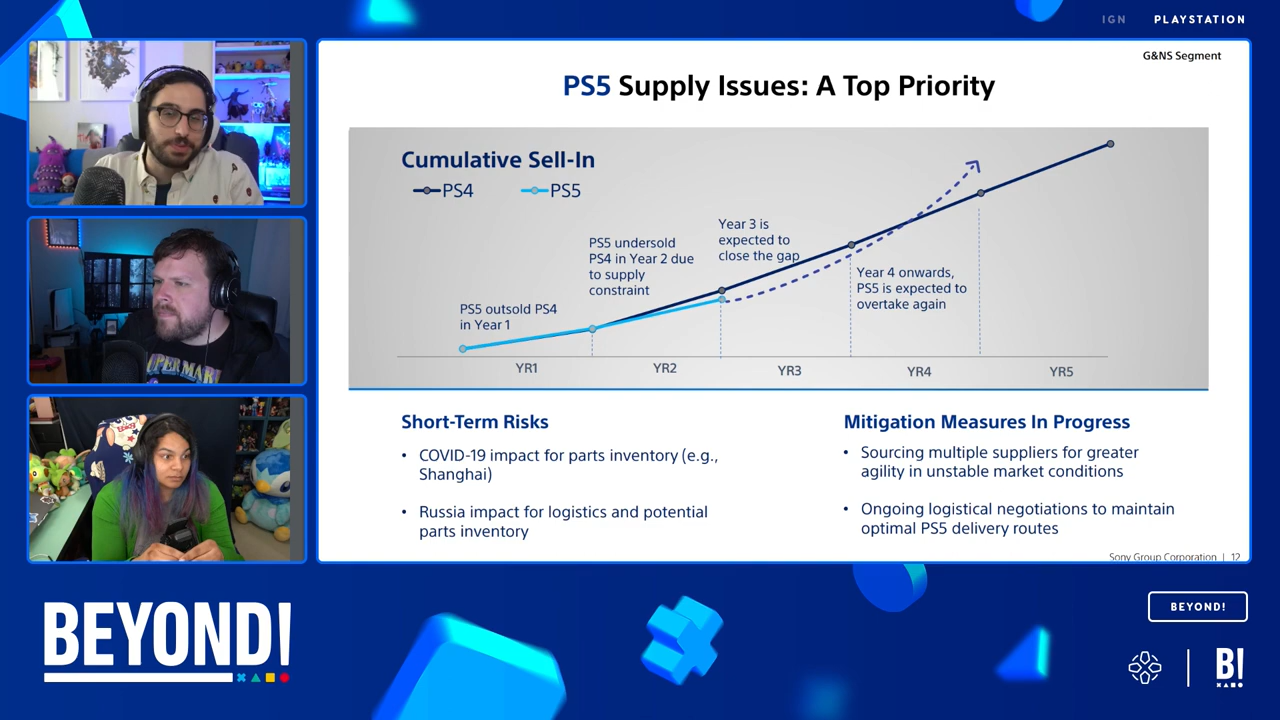 IGN PLAYSTATION
G&NS Segment
PS5 Supply Issues: A Top Priority
Cumulative Sell-In
PS4 PS5
PS5 outsold PS4
in Year 1
PS5 undersold
PS4 in Year 2 due
to supply
constraint
Year 3 is
expected to
close the gap
Year 4 onwards,
PS5 is expected to
overtake again
YR1 YR2 YR3 YR4 YR5
Short-Term Risks
• COVID-19 impact for parts inventory (e.g.,
Shanghai)
• Russia impact for logistics and potential
parts inventory
Mitigation Measures In Progress
• Sourcing multiple suppliers for greater
agility in unstable market conditions
• Ongoing logistical negotiations to maintain
optimal PS5 delivery routes
Sony Group Corporation | 12
BEYOND!
BEYOND!
B!